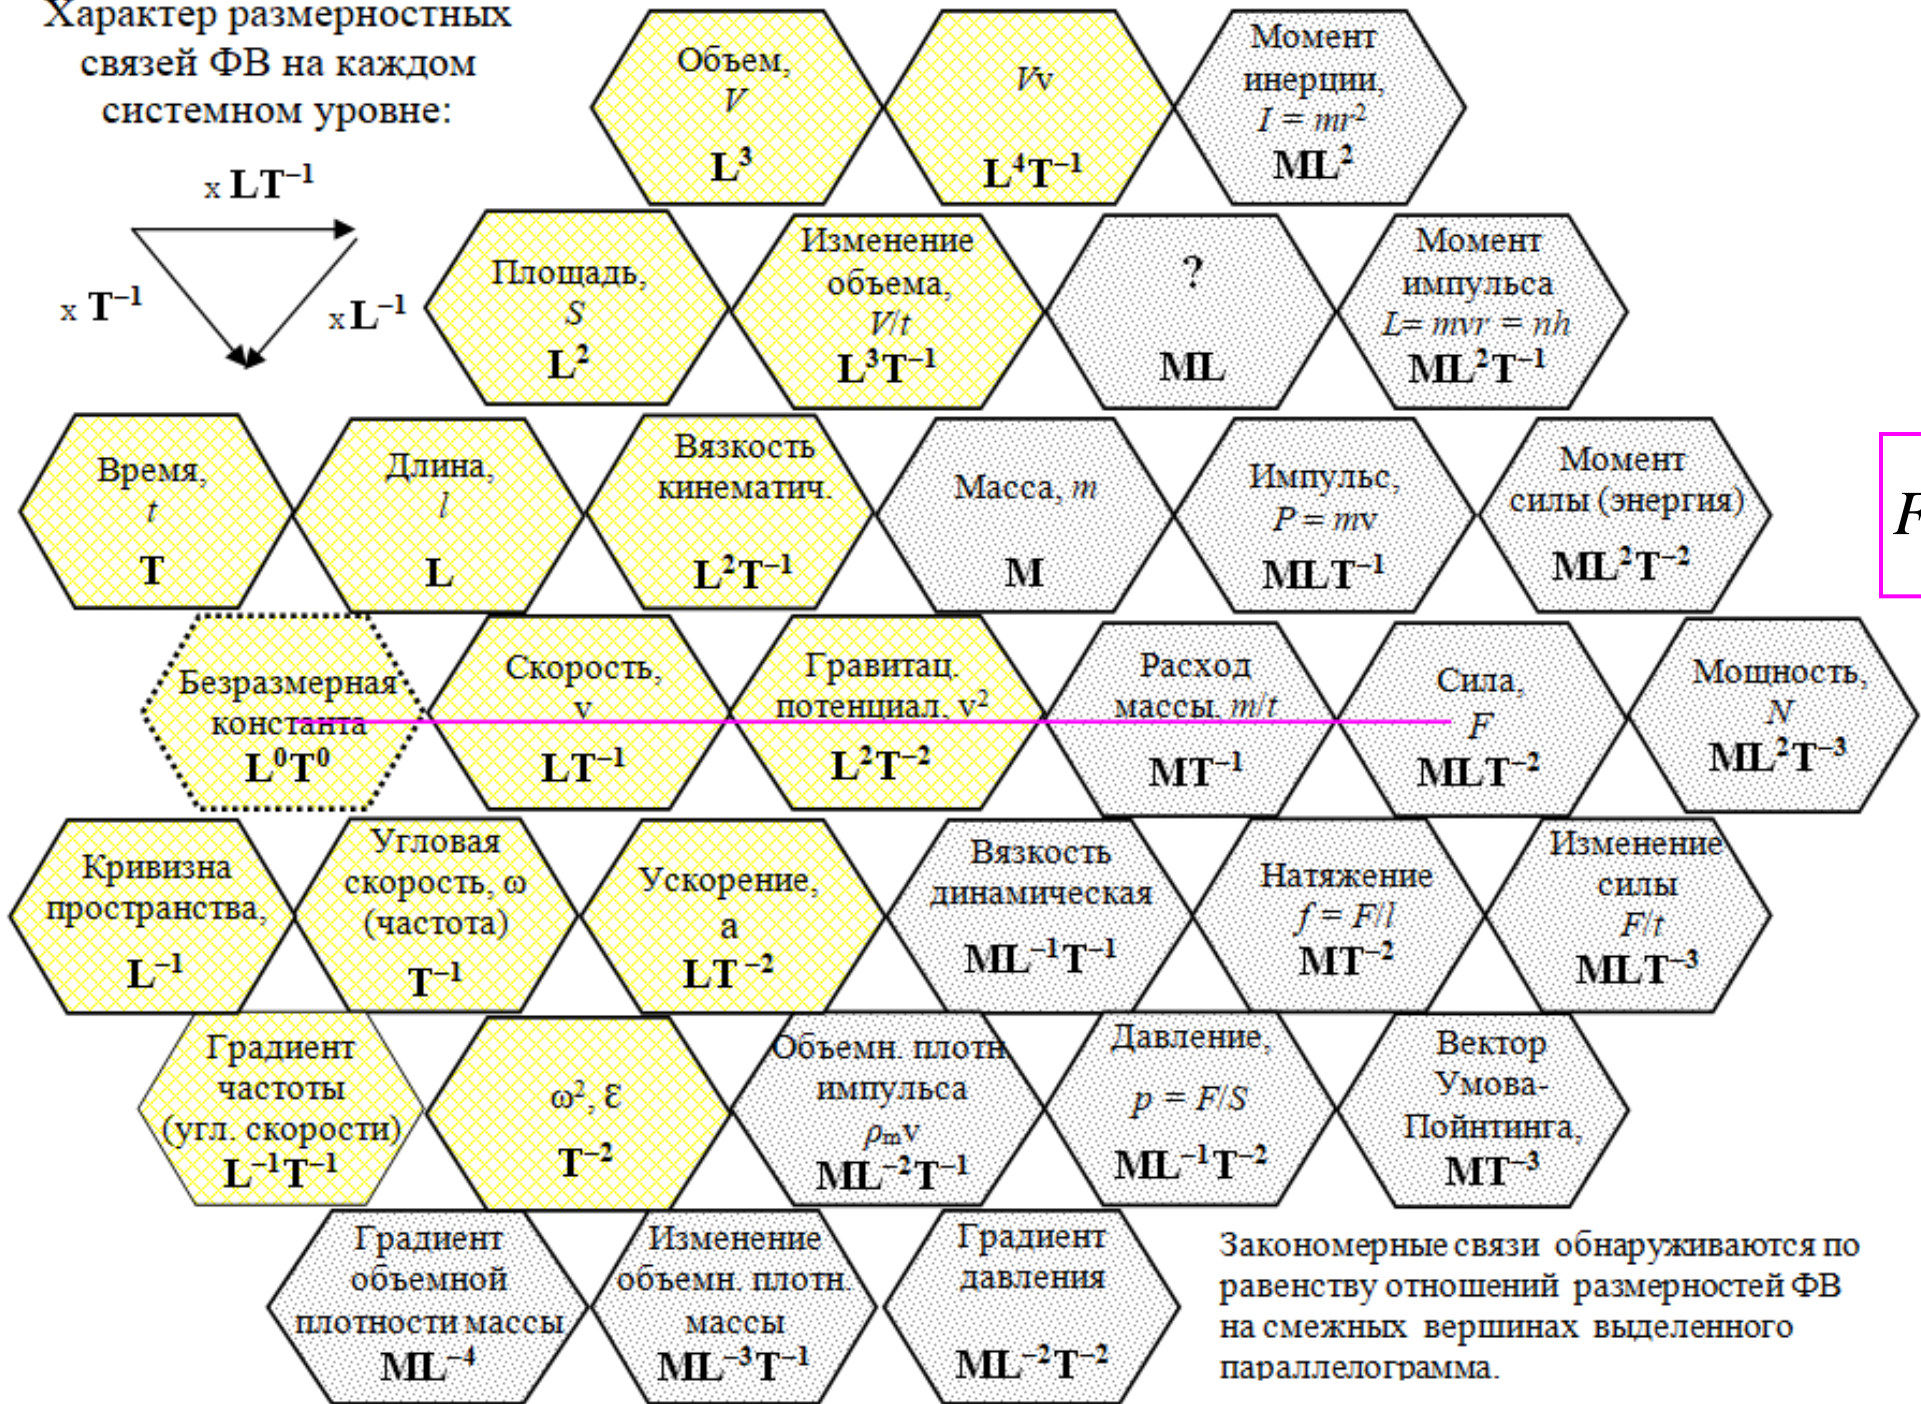 Характер размерностных
связей ФВ на каждом
системном уровне:
x LT⁻¹
x T⁻¹
x L⁻¹
Объем,
V
L³
Vv
L⁴T⁻¹
Момент
инерции,
I = mr²
ML²
Площадь,
S
L²
Изменение
объема,
V/t
L³T⁻¹
?
ML
Момент
импульса
L= mvr = nh
ML²T⁻¹
Время,
t
T
Длина,
l
L
Вязкость
кинематич.
L²T⁻¹
Масса, m
M
Импульс,
P = mv
MLT⁻¹
Момент
силы (энергия)
ML²T⁻²
F
Безразмерная
константа
L⁰T⁰
Скорость,
v
LT⁻¹
Гравитац.
потенциал, v²
L²T⁻²
Расход
массы, m/t
MT⁻¹
Сила,
F
MLT⁻²
Мощность,
N
ML²T⁻³
Кривизна
пространства,
L⁻¹
Угловая
скорость, ω
(частота)
T⁻¹
Ускорение,
a
LT⁻²
Вязкость
динамическая
ML⁻¹T⁻¹
Натяжение
f = F/l
MT⁻²
Изменение
силы
F/t
MLT⁻³
Градиент
частоты
(угл. скорости)
L⁻¹T⁻¹
ω², Ɛ
T⁻²
Объемн. плотн
импульса
ρₘv
ML⁻²T⁻¹
Давление,
p = F/S
ML⁻¹T⁻²
Вектор
Умова-
Пойнтинга,
MT⁻³
Градиент
объемной
плотности массы
ML⁻⁴
Изменение
объемн. плотн.
массы
ML⁻³T⁻¹
Градиент
давления
ML⁻²T⁻²
Закономерные связи обнаруживаются по
равенству отношений размерностей ФВ
на смежных вершинах выделенного
параллелограмма.